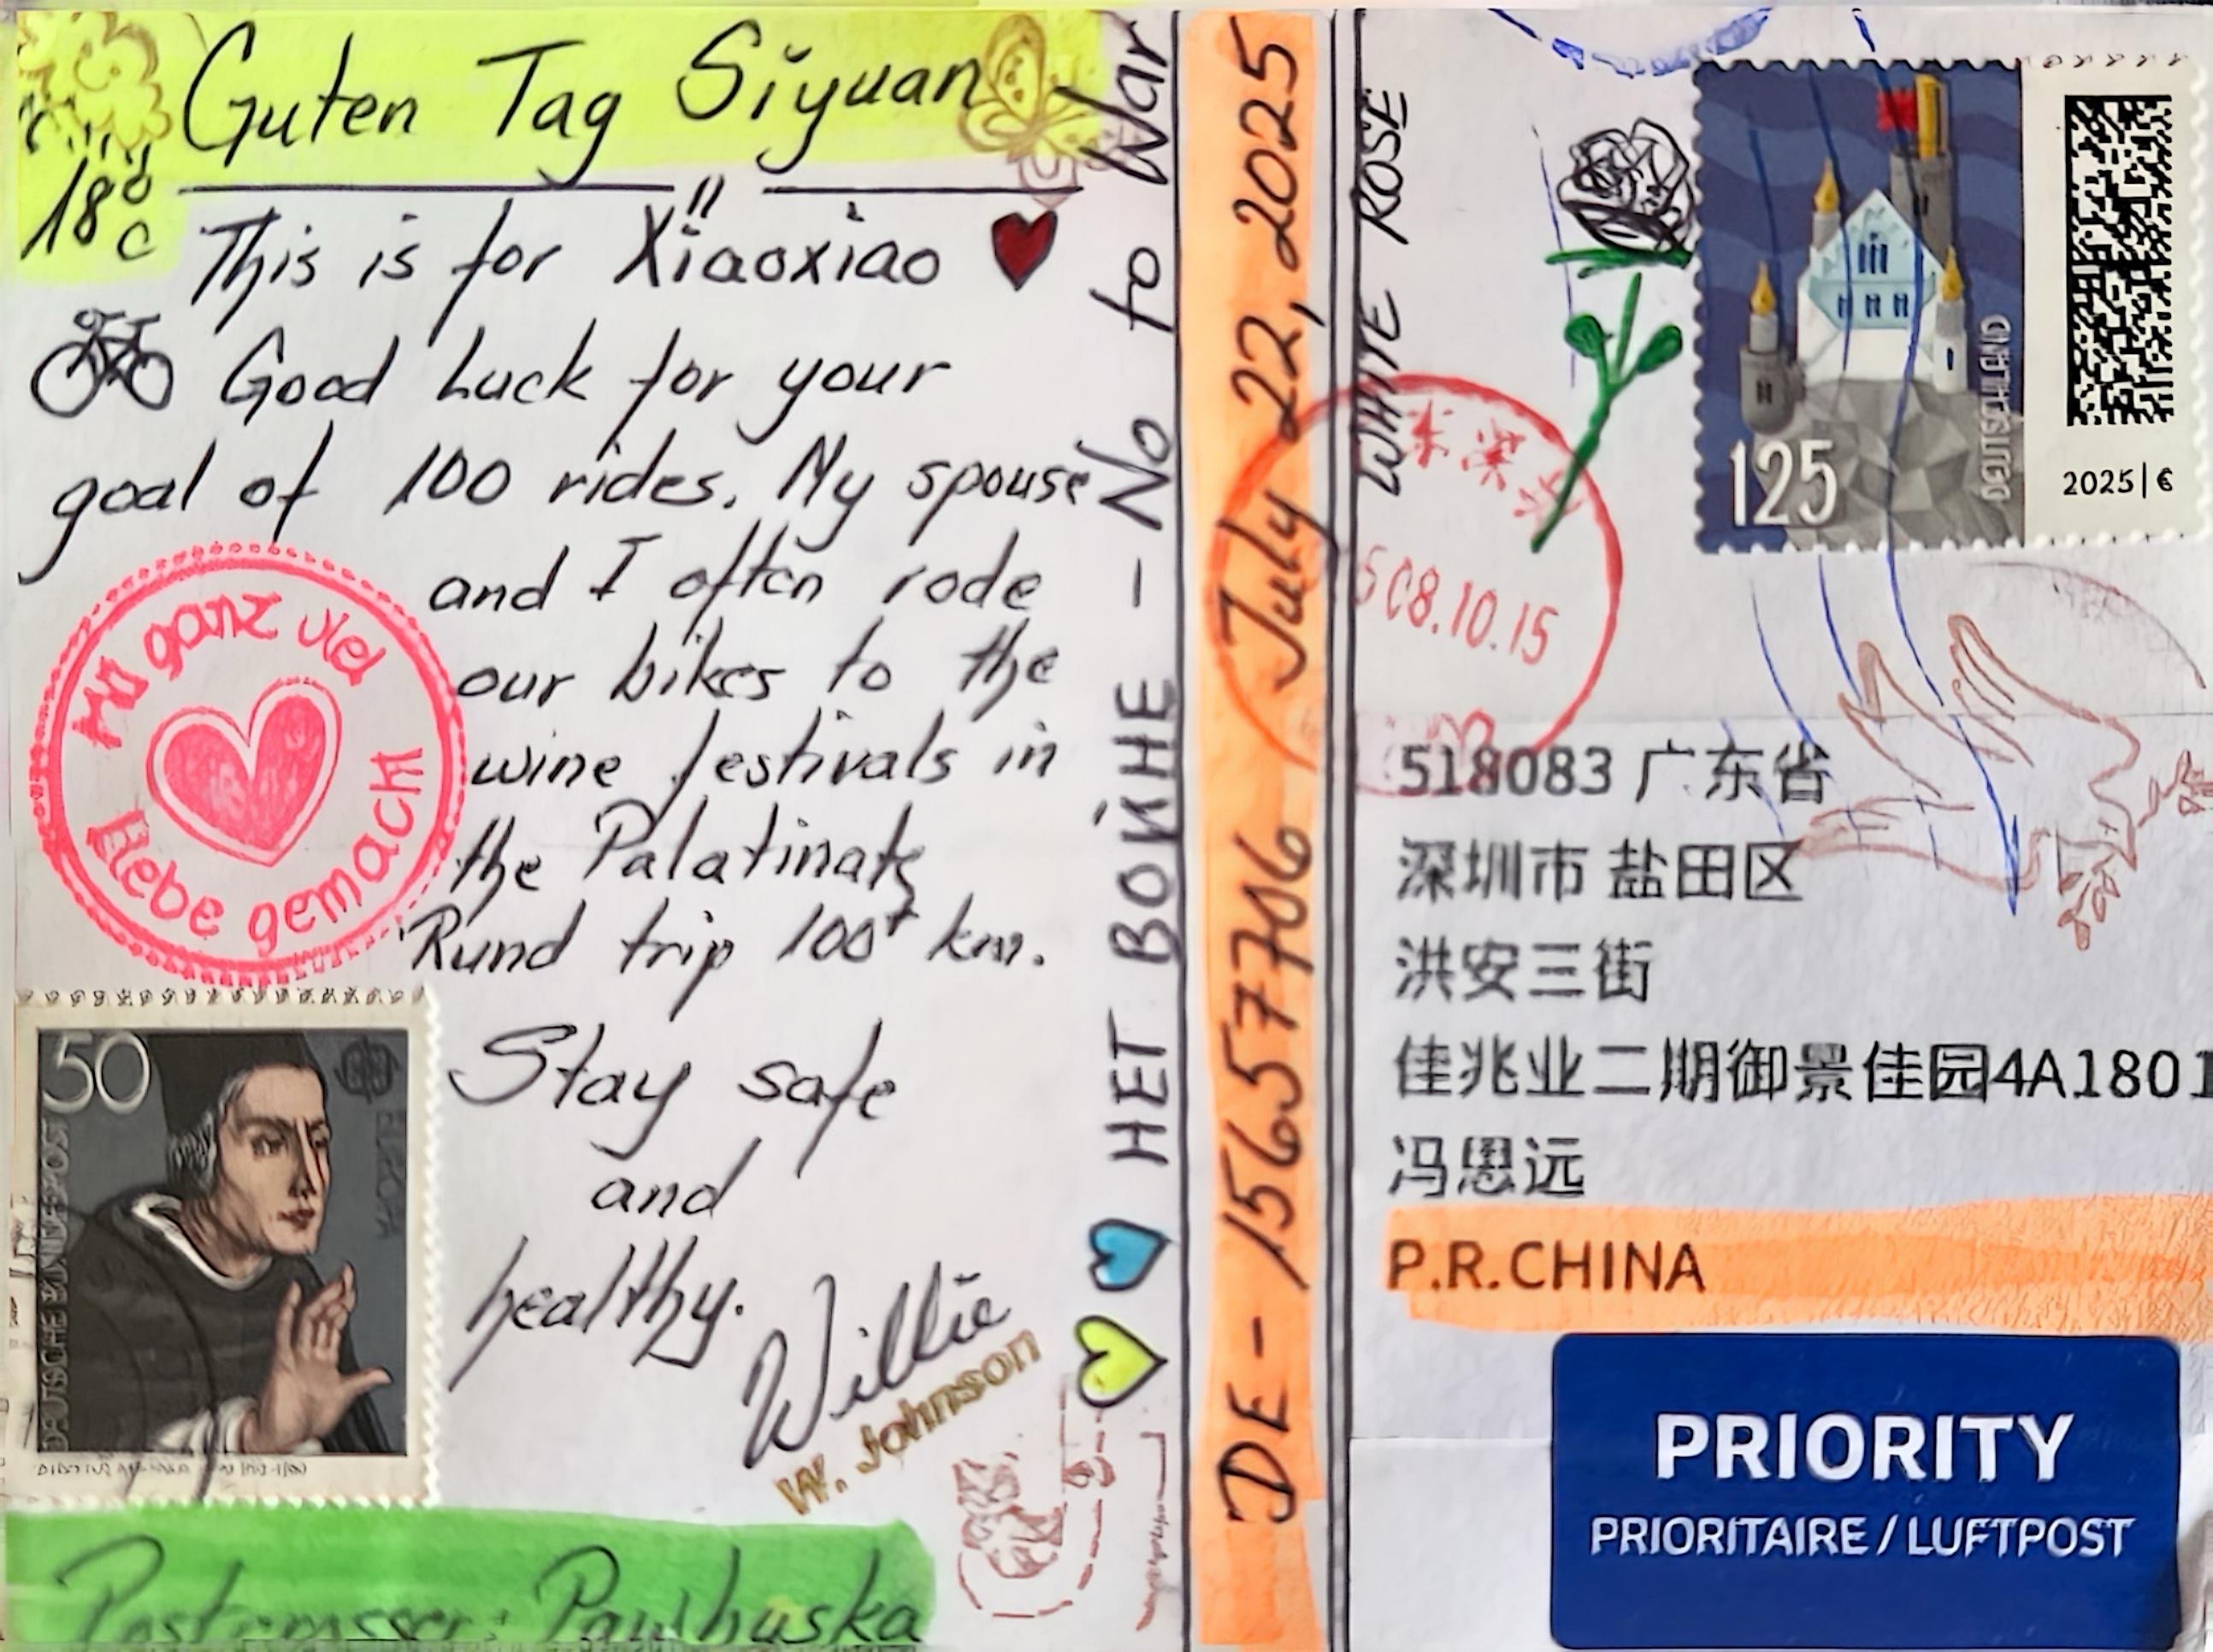 Guten Tag Siyuan
18°C
This is for Xiaoxiao
Good Luck for your
goal of 100 rides. My spouse
and I often rode
our bikes to the
wine festivals in
the Palatinate
Rund trip 100+ km.
Stay safe
and
healthy.
Willie
W. Johnson
Mit ganz viel
Liebe gemacht
50
DEUTSCHE BUNDESPOST
EUROPA
Pawhuska
НЕТ ВОЙНЕ - No to War
DE - 15657706 July 22, 2025
WHITE ROSE
125
DEUTSCHLAND
2025|€
08.10.15
518083 广东省
深圳市 盐田区
洪安三街
佳兆业二期御景佳园4A1801
冯思远
P.R.CHINA
PRIORITY
PRIORITAIRE / LUFTPOST